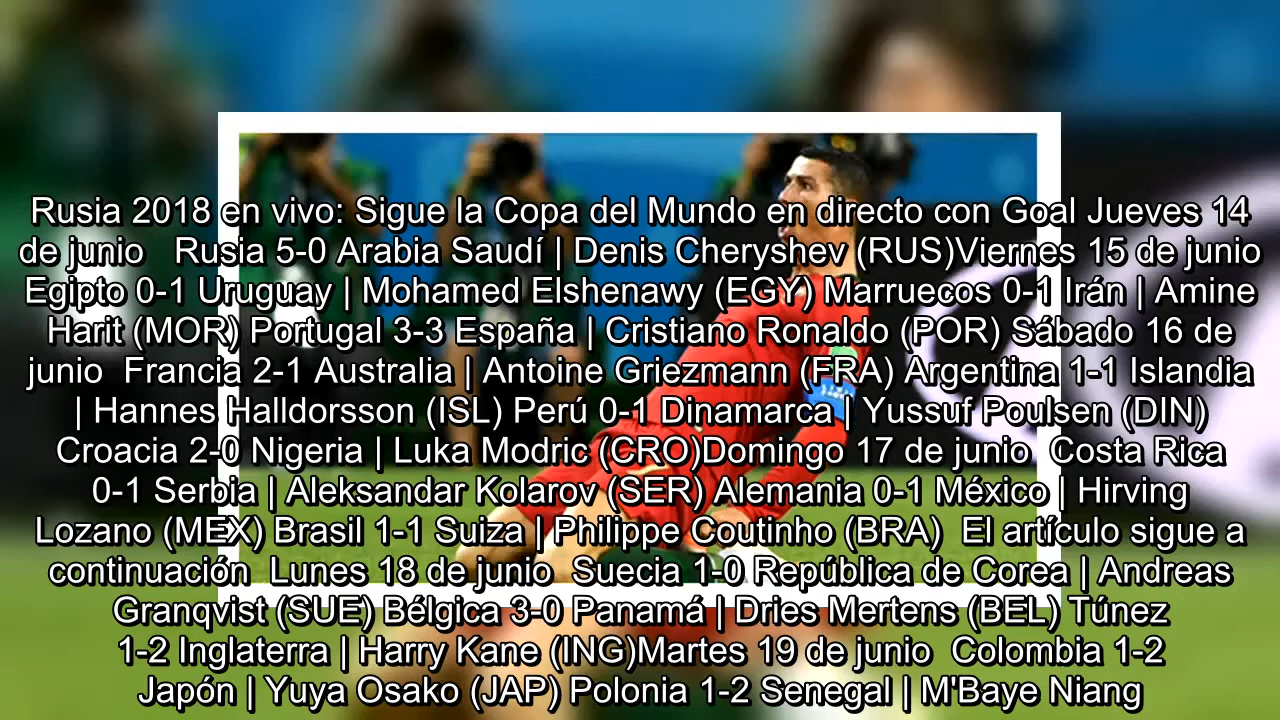 Rusia 2018 en vivo: Sigue la Copa del Mundo en directo con Goal Jueves 14
de junio   Rusia 5-0 Arabia Saudí | Denis Cheryshev (RUS)Viernes 15 de junio
Egipto 0-1 Uruguay | Mohamed Elshenawy (EGY) Marruecos 0-1 Irán | Amine
Harit (MOR) Portugal 3-3 España | Cristiano Ronaldo (POR) Sábado 16 de
junio  Francia 2-1 Australia | Antoine Griezmann (FRA) Argentina 1-1 Islandia
| Hannes Halldorsson (ISL) Perú 0-1 Dinamarca | Yussuf Poulsen (DIN)
Croacia 2-0 Nigeria | Luka Modric (CRO)Domingo 17 de junio  Costa Rica
0-1 Serbia | Aleksandar Kolarov (SER) Alemania 0-1 México | Hirving
Lozano (MEX) Brasil 1-1 Suiza | Philippe Coutinho (BRA)  El artículo sigue a
continuación  Lunes 18 de junio  Suecia 1-0 República de Corea | Andreas
Granqvist (SUE) Bélgica 3-0 Panamá | Dries Mertens (BEL) Túnez
1-2 Inglaterra | Harry Kane (ING)Martes 19 de junio  Colombia 1-2
Japón | Yuya Osako (JAP) Polonia 1-2 Senegal | M'Baye Niang